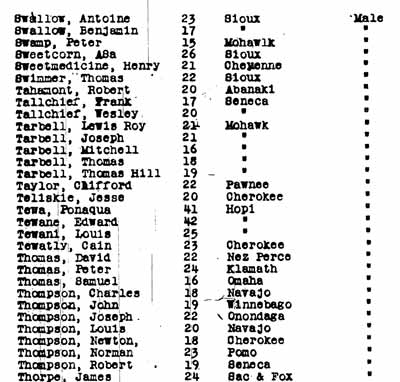 Swallow, Antoine 23 Sioux Male
Swallow, Benjamin 17 " "
Swamp, Peter 15 Mohawlk "
Sweetcorn, ASa 26 Sioux "
Sweetmedicine, Henry 21 Cheyenne "
Swimmer, Thomas 22 Sioux "
Tahamont, Robert 20 Abanaki "
Tallchief, Frank 17 Seneca "
Tallchief, Wesley 20 " "
Tarbell, Lewis Roy 21 Mohawk "
Tarbell, Joseph 21 " "
Tarbell, Mitchell 16 " "
Tarbell, Thomas 18 " "
Tarbell, Thomas Hill 19 " "
Taylor, Clifford 22 Pawnee "
Teliskie, Jesse 20 Cherokee "
Tewa, Ponaqua 41 Hopi "
Tewane, Edward 42 " "
Tewani, Louis 25 " "
Tewatly, Cain 23 Cherokee "
Thomas, David 22 Nez Perce "
Thomas, Peter 24 Klamath "
Thomas, Samuel 16 Omaha "
Thompson, Charles 18 Navajo "
Thompson, John 19 Winnebago "
Thompson, Joseph 22 Onondaga "
Thompson, Louis 20 Navajo "
Thompson, Newton, 18 Cherokee "
Thompson, Norman 23 Pomo "
Thompson, Robert 19 Seneca "
Thorpe, James 24 Sac & Fox "